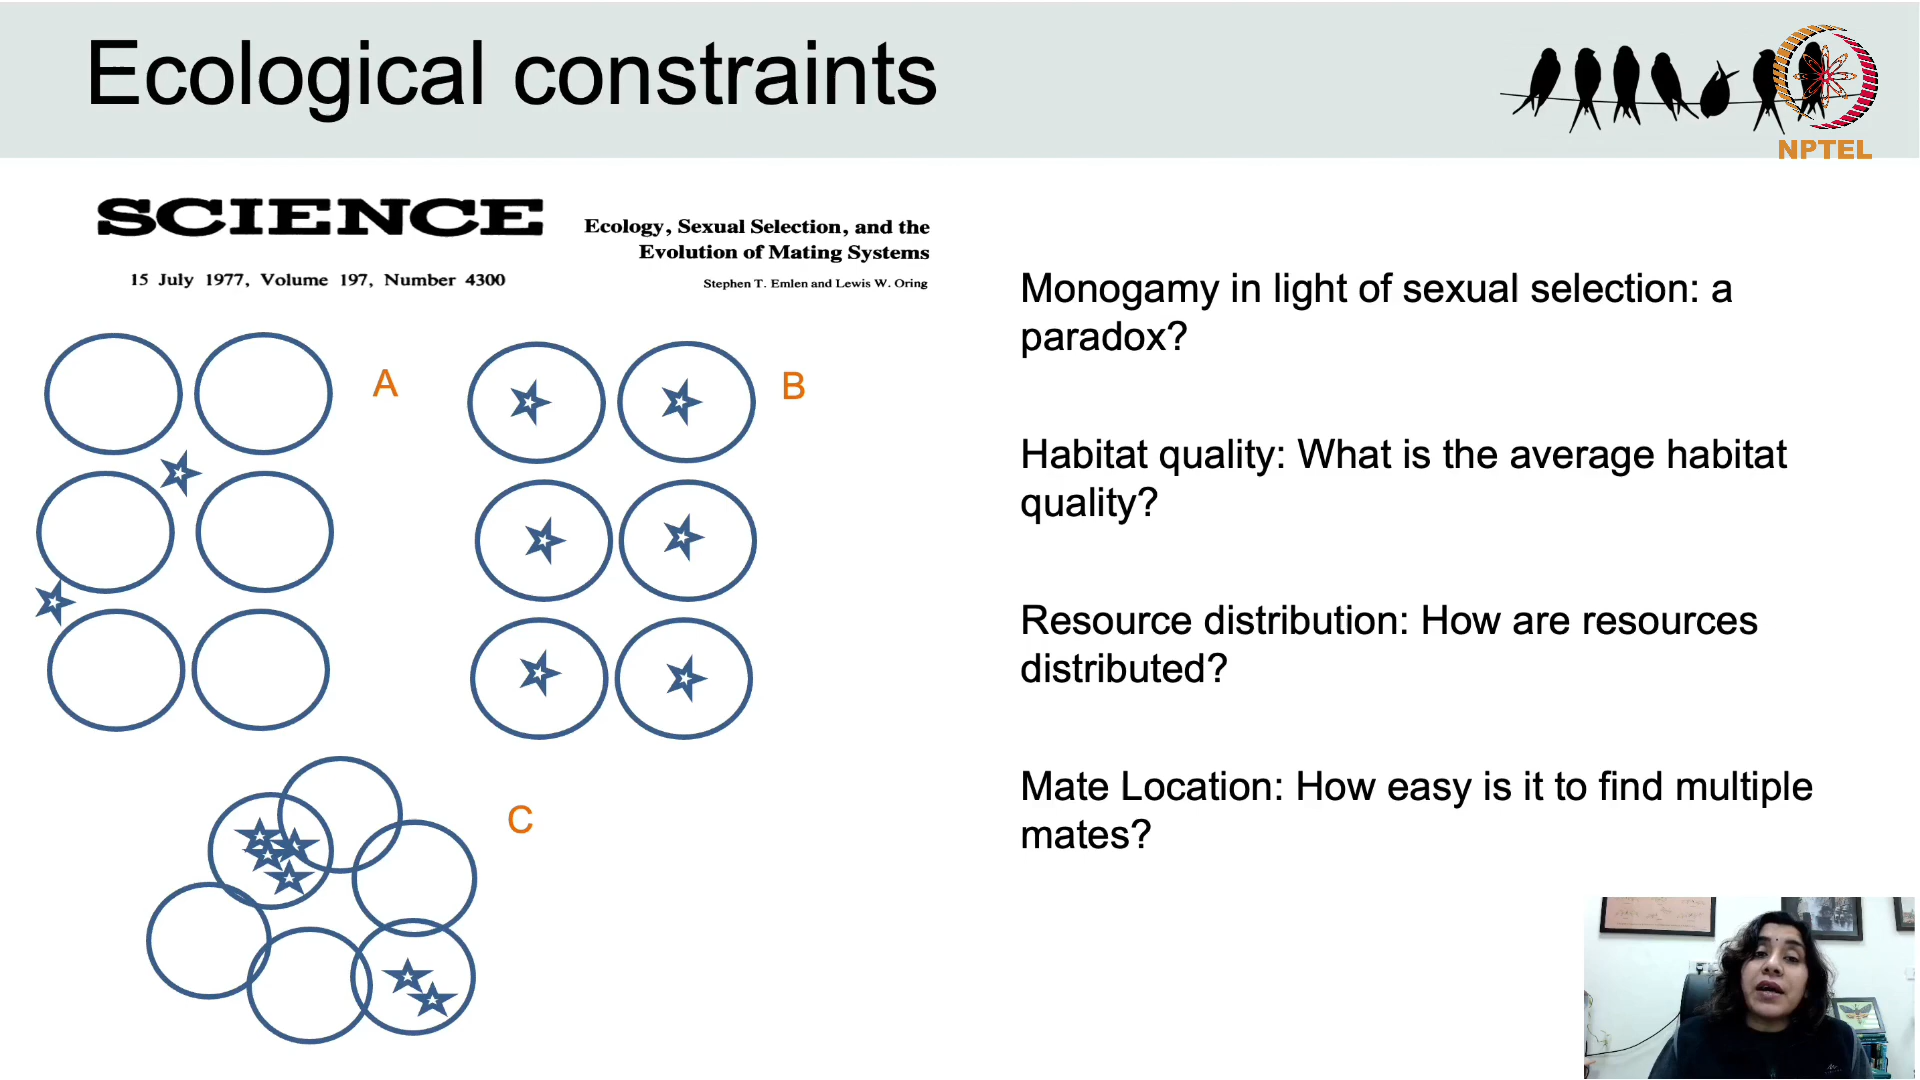 Ecological constraints
NPTEL
SCIENCE
15 July 1977, Volume 197, Number 4300
Ecology, Sexual Selection, and the
Evolution of Mating Systems
Stephen T. Emlen and Lewis W. Oring
A
B
C
Monogamy in light of sexual selection: a
paradox?
Habitat quality: What is the average habitat
quality?
Resource distribution: How are resources
distributed?
Mate Location: How easy is it to find multiple
mates?